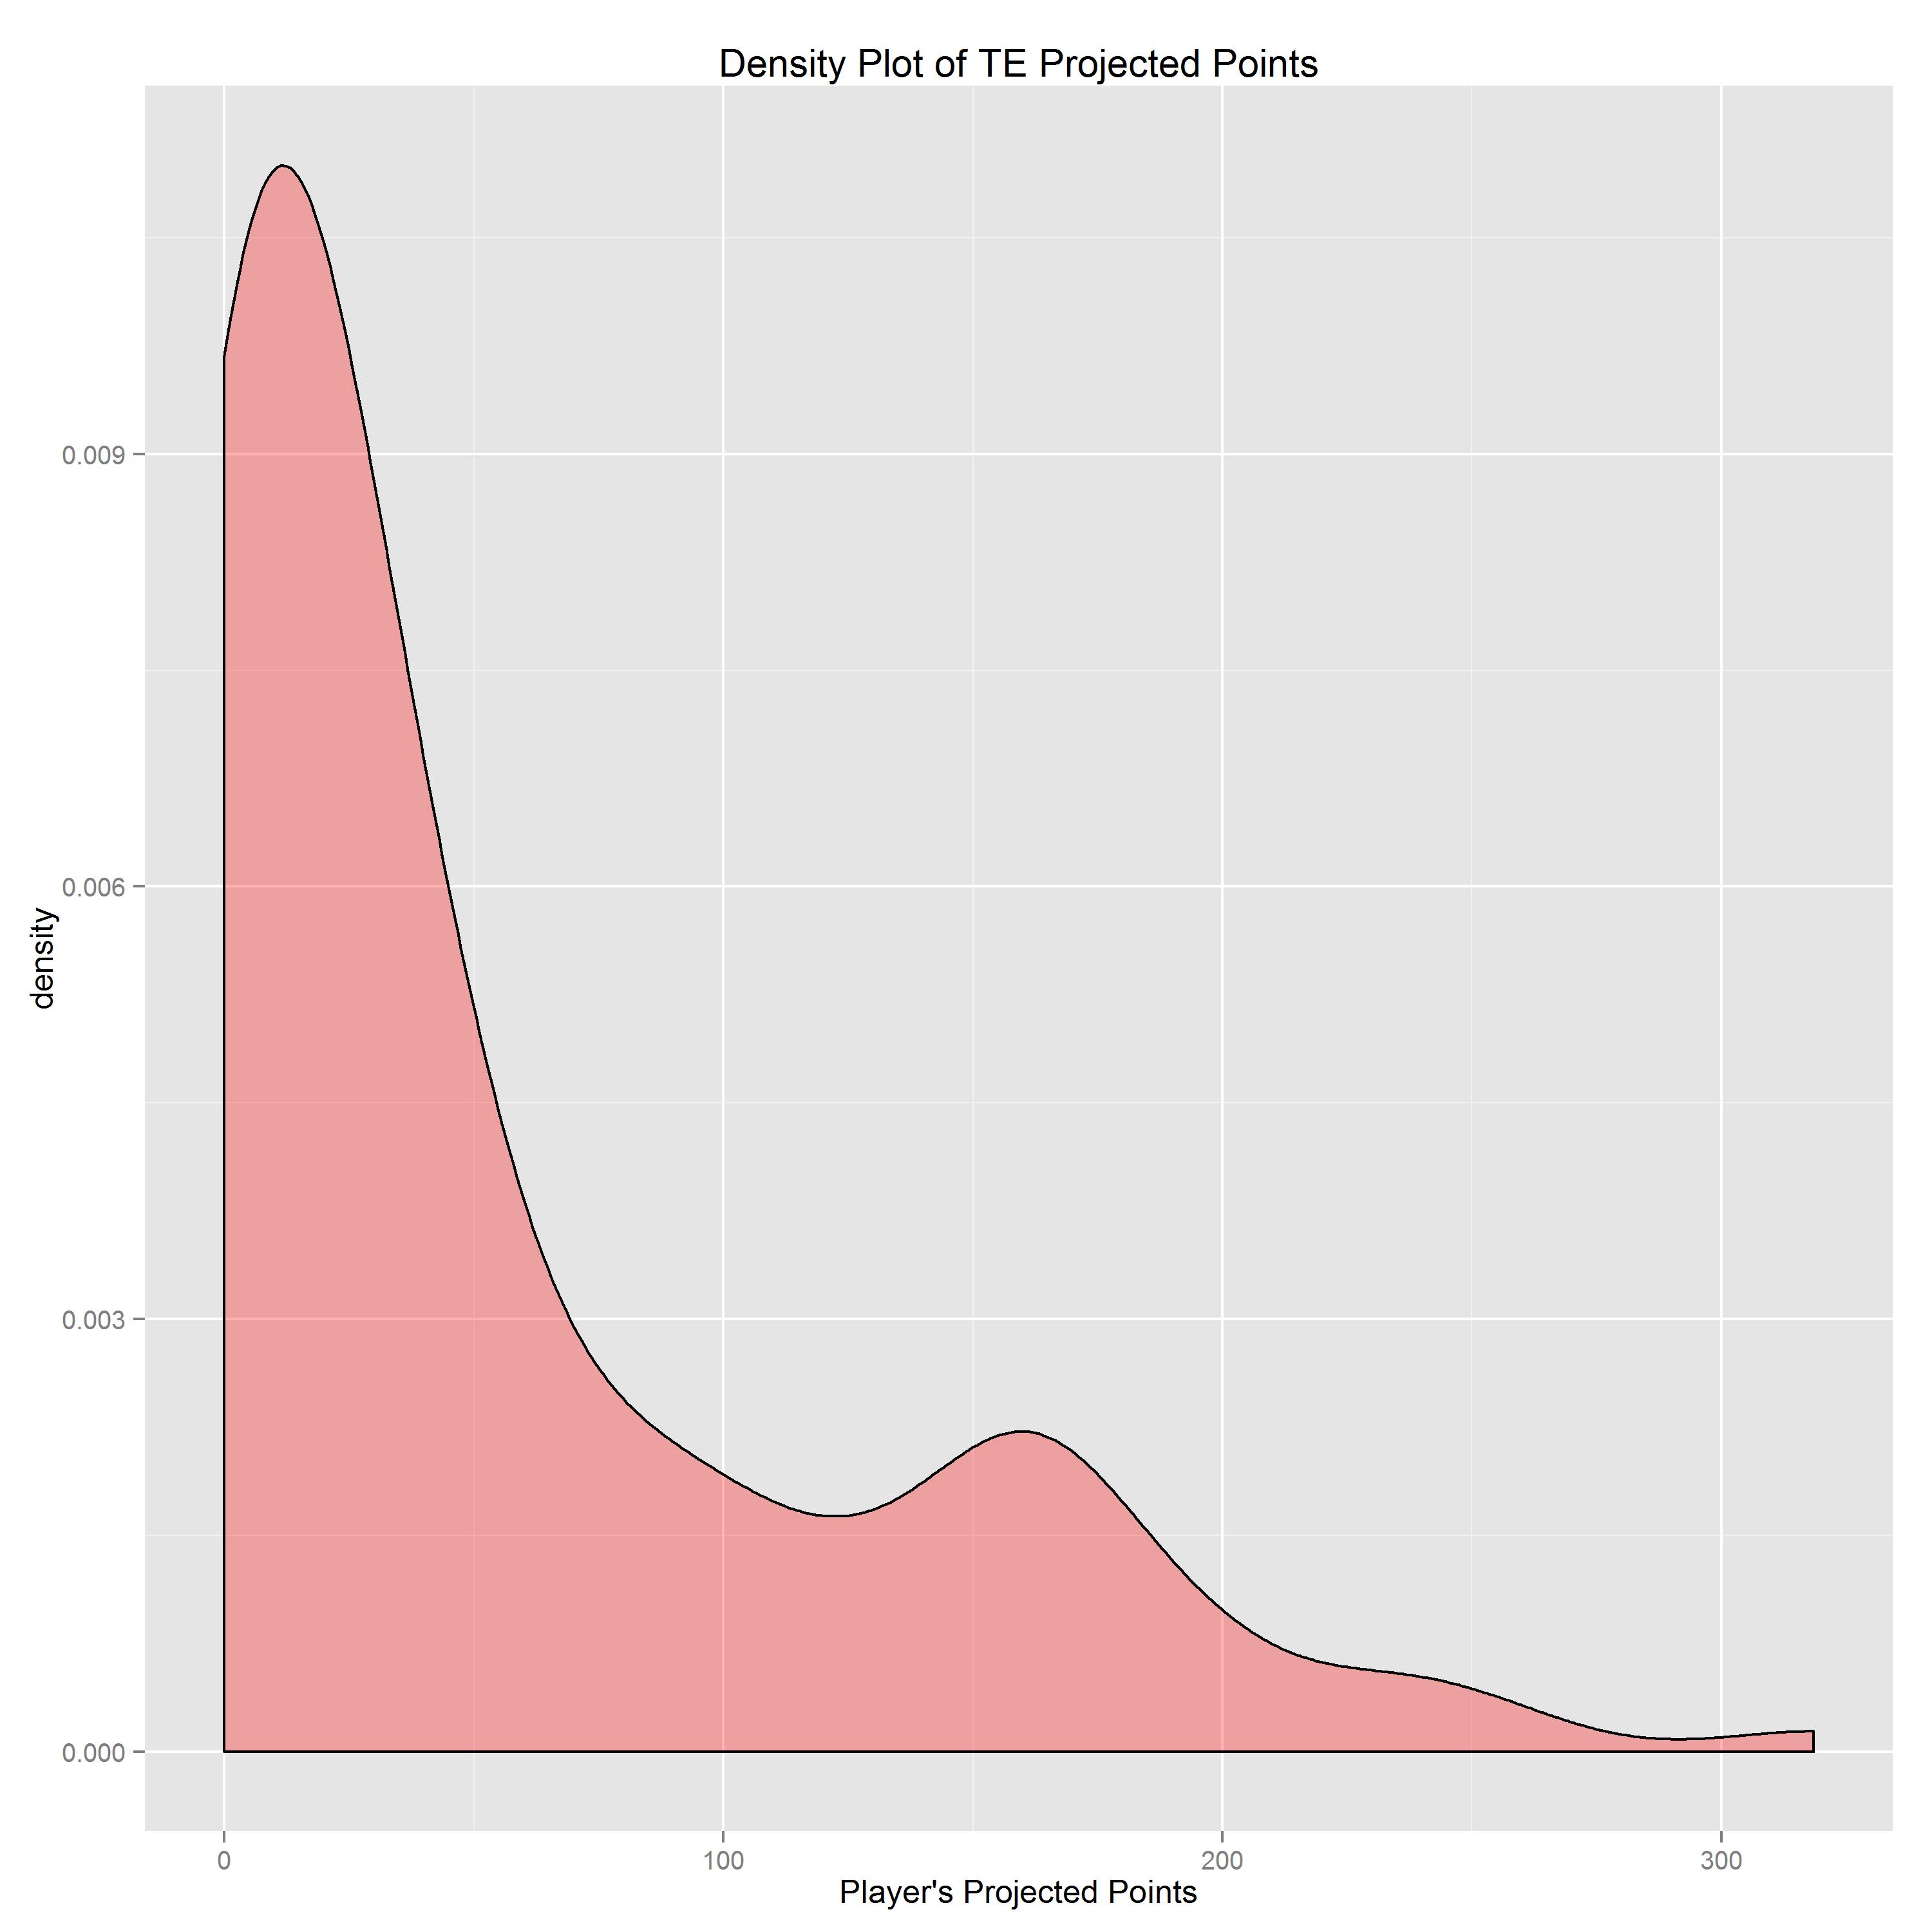 Density Plot of TE Projected Points
0.009
0.006
0.003
0.000
density
0 100 200 300
Player's Projected Points